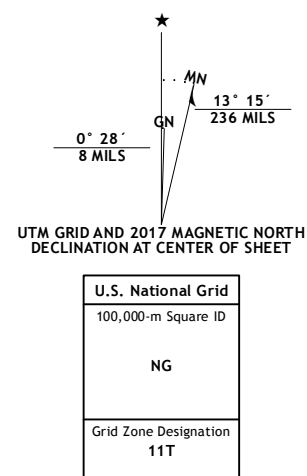 ★
MN
GN
13° 15´
236 MILS
0° 28´
8 MILS
UTM GRID AND 2017 MAGNETIC NORTH
DECLINATION AT CENTER OF SHEET
U.S. National Grid
100,000-m Square ID
NG
Grid Zone Designation
11T